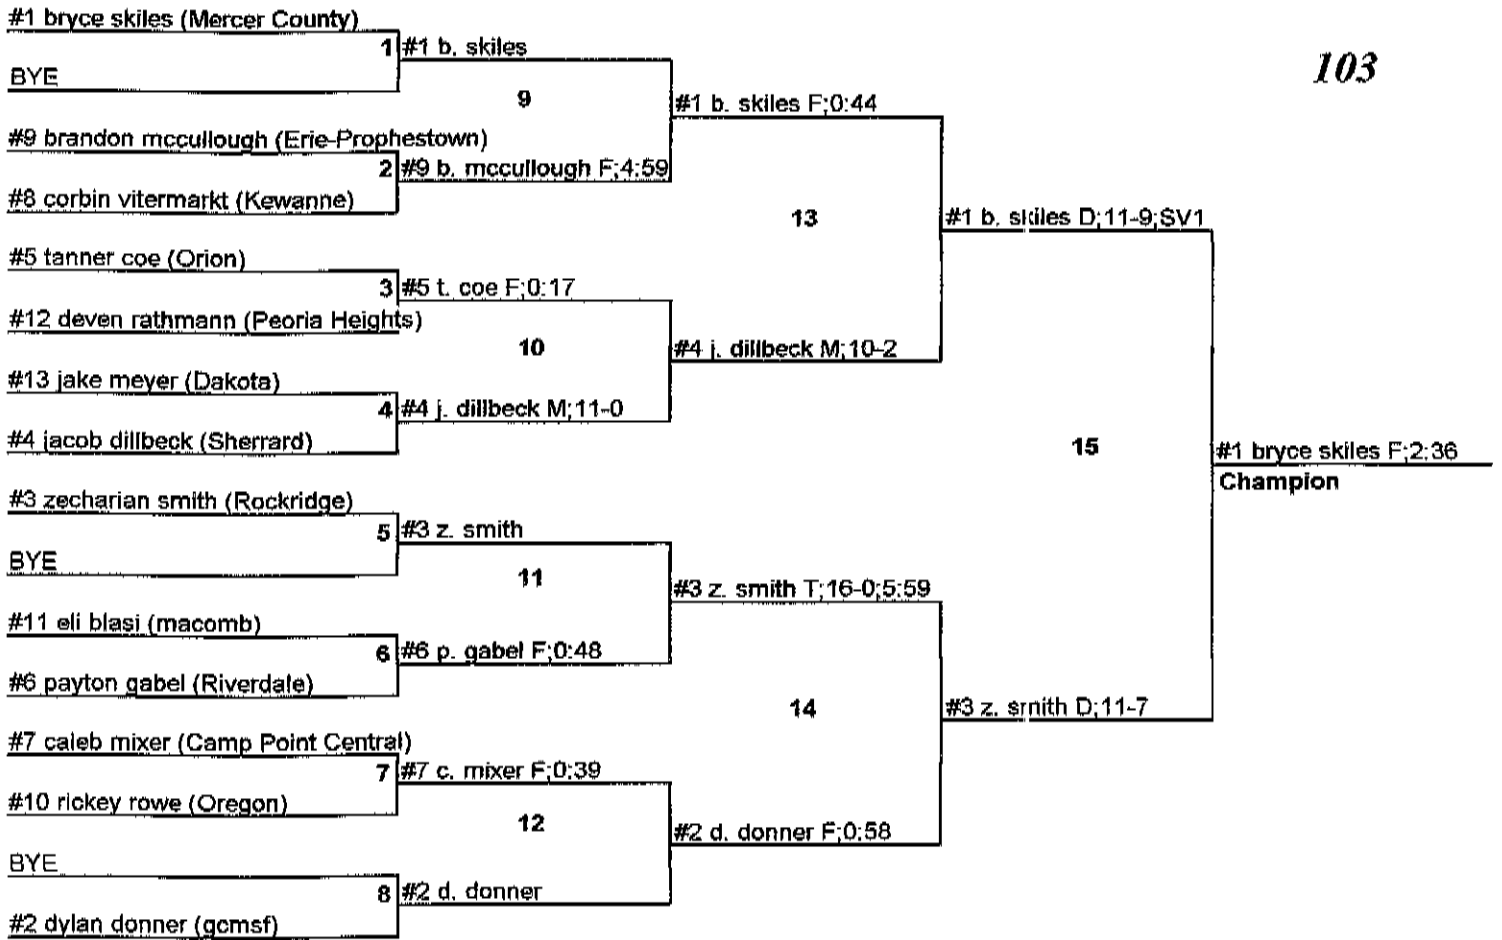 #1 bryce skiles (Mercer County)
1 #1 b. skiles
BYE
103
9
#1 b. skiles F;0:44
#9 brandon mccullough (Erie-Prophestown)
2 #9 b. mccullough F;4:59
#8 corbin vitermarkt (Kewanne)
13
#1 b. skiles D;11-9;SV1
#5 tanner coe (Orion)
3 #5 t. coe F;0:17
#12 deven rathmann (Peoria Heights)
10
#4 j. dillbeck M;10-2
#13 jake meyer (Dakota)
4 #4 j. dillbeck M;11-0
#4 jacob dillbeck (Sherrard)
15
#1 bryce skiles F;2:36
Champion
#3 zecharian smith (Rockridge)
5 #3 z. smith
BYE
11
#3 z. smith T;16-0;5:59
#11 eli blasi (macomb)
6 #6 p. gabel F;0:48
#6 payton gabel (Riverdale)
14
#3 z. smith D;11-7
#7 caleb mixer (Camp Point Central)
7 #7 c. mixer F;0:39
#10 rickey rowe (Oregon)
12
#2 d. donner F;0:58
BYE
8 #2 d. donner
#2 dylan donner (gcmsf)